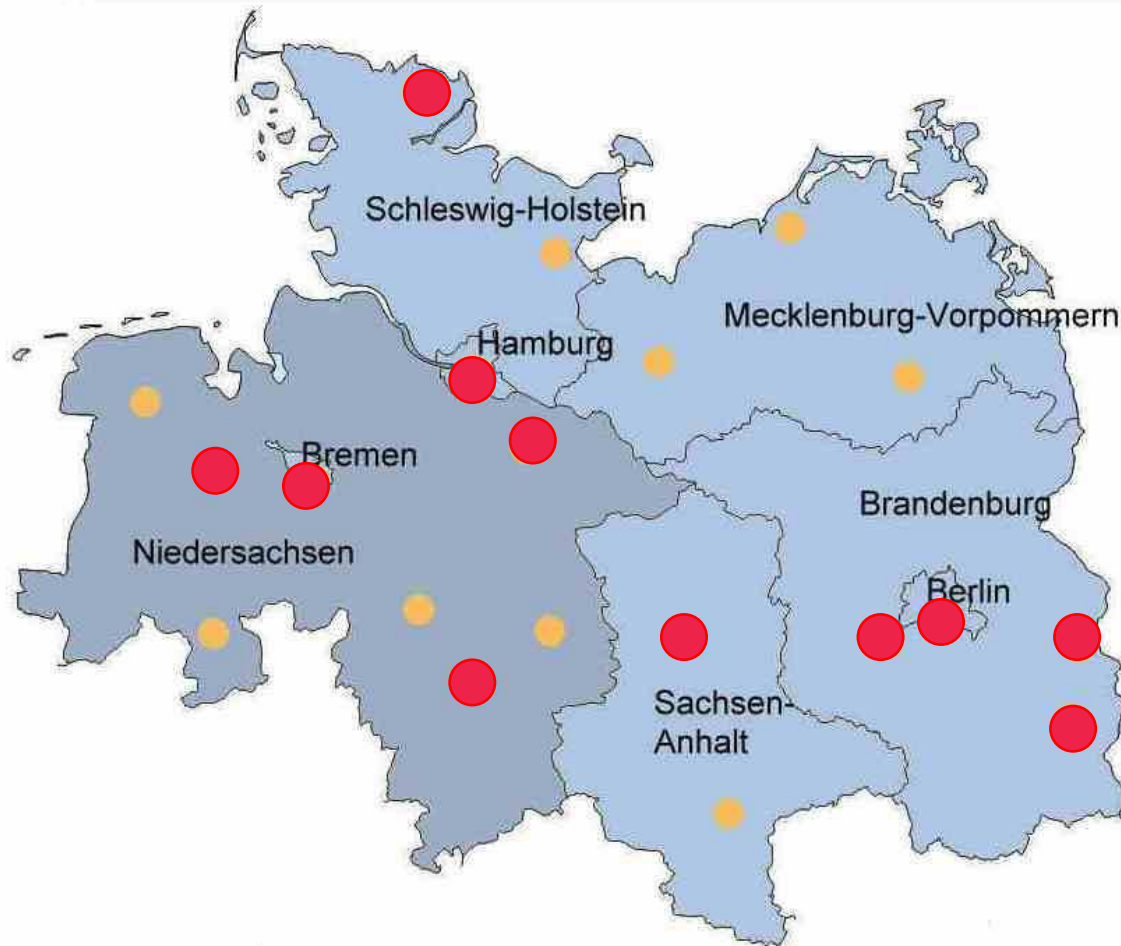 Schleswig-Holstein
Mecklenburg-Vorpommern
Hamburg
Bremen
Brandenburg
Niedersachsen
Berlin
Sachsen-
Anhalt